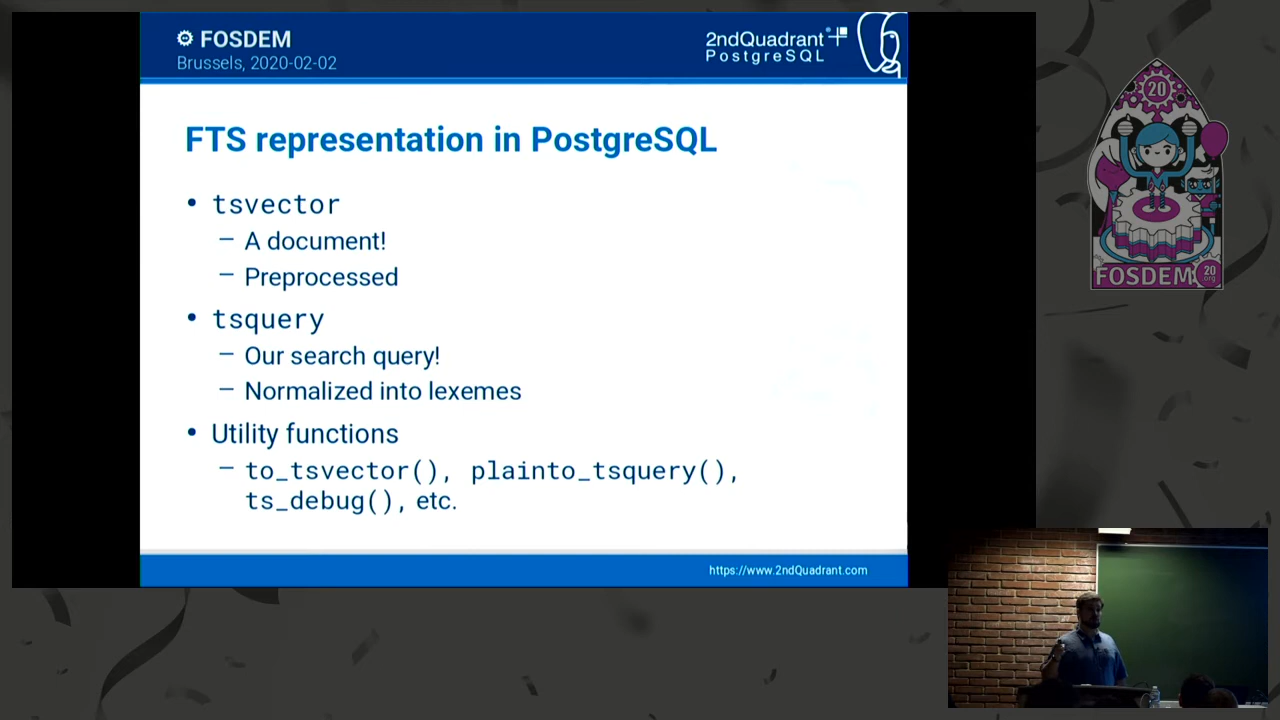 FOSDEM
Brussels, 2020-02-02
2ndQuadrant
PostgreSQL
FTS representation in PostgreSQL
• tsvector
– A document!
– Preprocessed
• tsquery
– Our search query!
– Normalized into lexemes
• Utility functions
– to_tsvector(), plainto_tsquery(),
ts_debug(), etc.
https://www.2ndQuadrant.com
20
FOSDEM
20
org